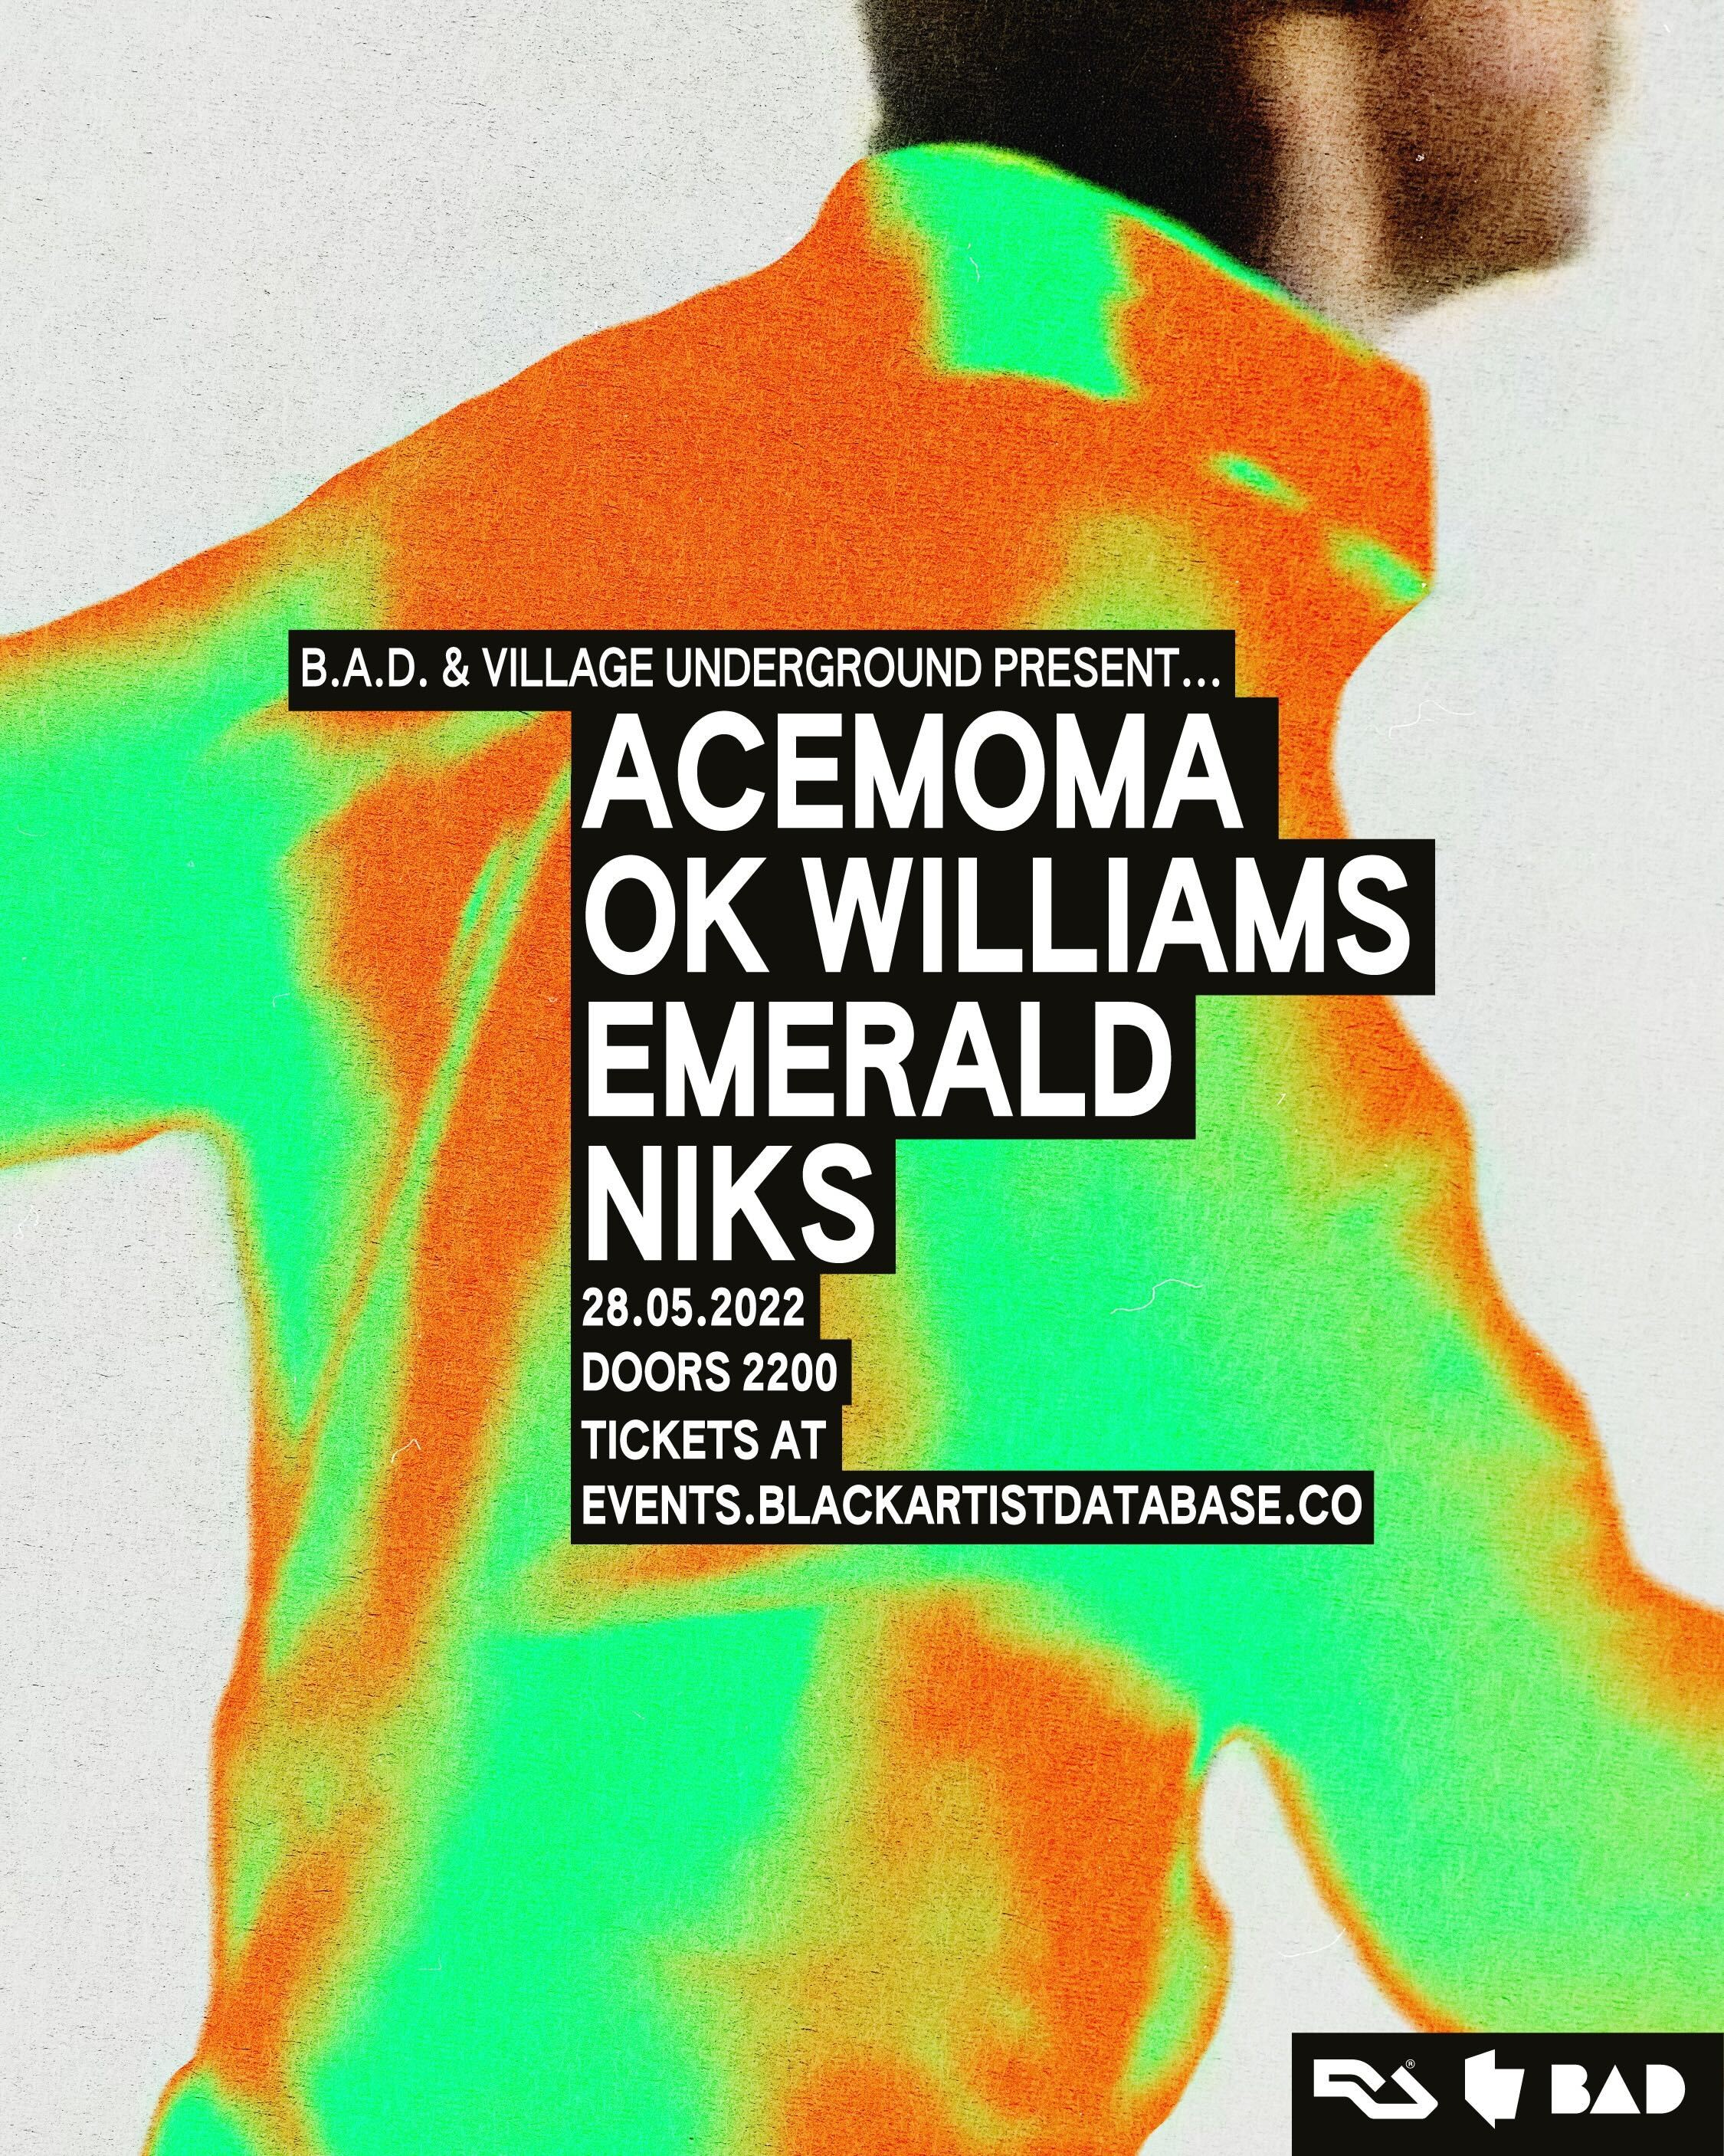 B.A.D. & VILLAGE UNDERGROUND PRESENT...
ACEMOMA
OK WILLIAMS
EMERALD
NIKS
28.05.2022
DOORS 2200
TICKETS AT
EVENTS.BLACKARTISTDATABASE.CO
RA® BAD